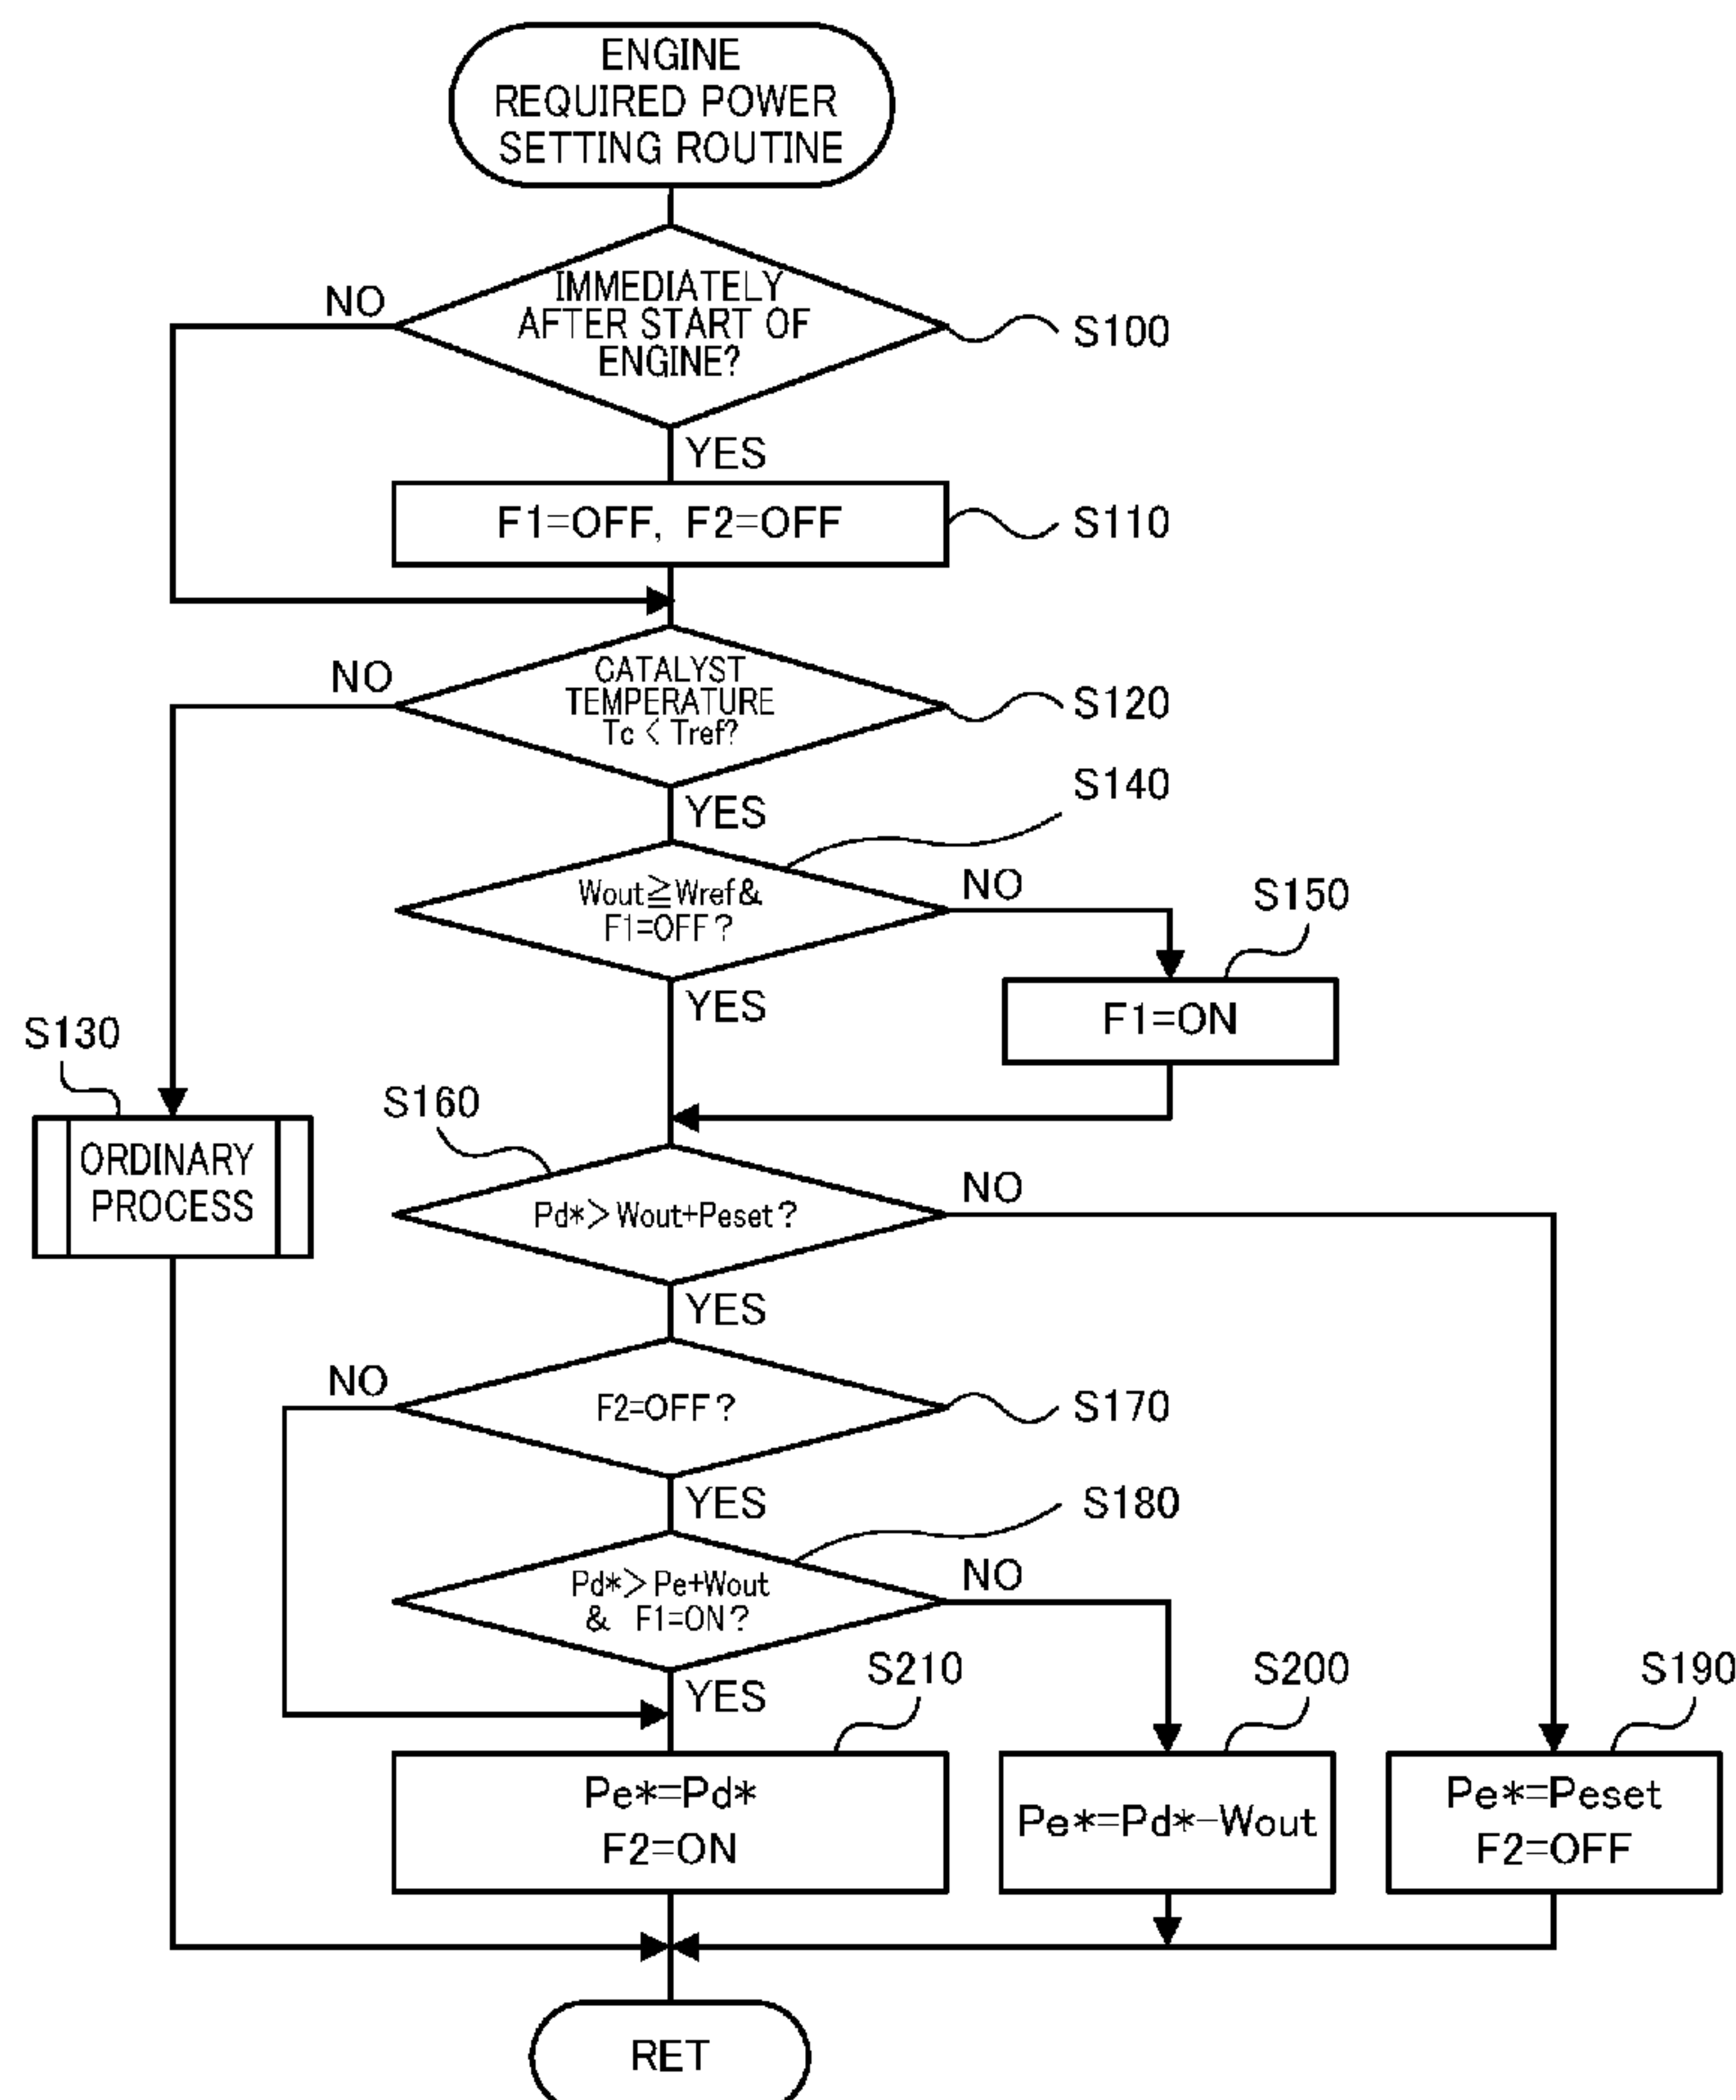 ENGINE
REQUIRED POWER
SETTING ROUTINE
NO
IMMEDIATELY
AFTER START OF
ENGINE?
S100
YES
F1=OFF, F2=OFF
S110
NO
CATALYST
TEMPERATURE
Tc < Tref?
S120
YES
S140
Wout≧Wref&
F1=OFF?
NO
S150
YES
F1=ON
S130
ORDINARY
PROCESS
S160
Pd*>Wout+Peset?
NO
YES
NO
F2=OFF?
S170
YES
S180
Pd*>Pe+Wout
& F1=ON?
NO
YES
S210
S200
S190
Pe*=Pd*
F2=ON
Pe*=Pd*-Wout
Pe*=Peset
F2=OFF
RET